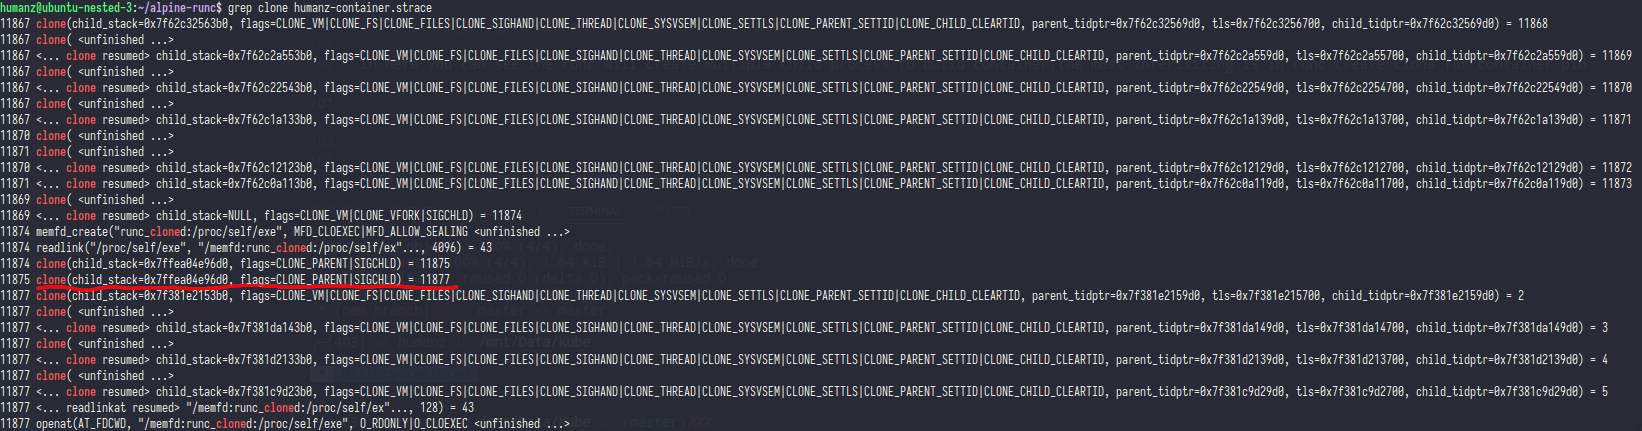 humanz@ubuntu-nested-3:~/alpine-runc$ grep clone humanz-container.strace
11867 clone(child_stack=0x7f62c32563b0, flags=CLONE_VM|CLONE_FS|CLONE_FILES|CLONE_SIGHAND|CLONE_THREAD|CLONE_SYSVSEM|CLONE_SETTLS|CLONE_PARENT_SETTID|CLONE_CHILD_CLEARTID, parent_tidptr=0x7f62c32569d0, tls=0x7f62c3256700, child_tidptr=0x7f62c32569d0) = 11868
11867 clone( <unfinished ...>
11867 <... clone resumed> child_stack=0x7f62c2a553b0, flags=CLONE_VM|CLONE_FS|CLONE_FILES|CLONE_SIGHAND|CLONE_THREAD|CLONE_SYSVSEM|CLONE_SETTLS|CLONE_PARENT_SETTID|CLONE_CHILD_CLEARTID, parent_tidptr=0x7f62c2a559d0, tls=0x7f62c2a55700, child_tidptr=0x7f62c2a559d0) = 11869
11867 clone( <unfinished ...>
11867 <... clone resumed> child_stack=0x7f62c22543b0, flags=CLONE_VM|CLONE_FS|CLONE_FILES|CLONE_SIGHAND|CLONE_THREAD|CLONE_SYSVSEM|CLONE_SETTLS|CLONE_PARENT_SETTID|CLONE_CHILD_CLEARTID, parent_tidptr=0x7f62c22549d0, tls=0x7f62c2254700, child_tidptr=0x7f62c22549d0) = 11870
11867 clone( <unfinished ...>
11867 <... clone resumed> child_stack=0x7f62c1a133b0, flags=CLONE_VM|CLONE_FS|CLONE_FILES|CLONE_SIGHAND|CLONE_THREAD|CLONE_SYSVSEM|CLONE_SETTLS|CLONE_PARENT_SETTID|CLONE_CHILD_CLEARTID, parent_tidptr=0x7f62c1a139d0, tls=0x7f62c1a13700, child_tidptr=0x7f62c1a139d0) = 11871
11870 clone( <unfinished ...>
11871 clone( <unfinished ...>
11870 <... clone resumed> child_stack=0x7f62c12123b0, flags=CLONE_VM|CLONE_FS|CLONE_FILES|CLONE_SIGHAND|CLONE_THREAD|CLONE_SYSVSEM|CLONE_SETTLS|CLONE_PARENT_SETTID|CLONE_CHILD_CLEARTID, parent_tidptr=0x7f62c12129d0, tls=0x7f62c1212700, child_tidptr=0x7f62c12129d0) = 11872
11871 <... clone resumed> child_stack=0x7f62c0a113b0, flags=CLONE_VM|CLONE_FS|CLONE_FILES|CLONE_SIGHAND|CLONE_THREAD|CLONE_SYSVSEM|CLONE_SETTLS|CLONE_PARENT_SETTID|CLONE_CHILD_CLEARTID, parent_tidptr=0x7f62c0a119d0, tls=0x7f62c0a11700, child_tidptr=0x7f62c0a119d0) = 11873
11869 clone( <unfinished ...>
11869 <... clone resumed> child_stack=NULL, flags=CLONE_VM|CLONE_VFORK|SIGCHLD) = 11874
11874 memfd_create("runc_cloned:/proc/self/exe", MFD_CLOEXEC|MFD_ALLOW_SEALING <unfinished ...>
11874 readlink("/proc/self/exe", "/memfd:runc_cloned:/proc/self/ex"..., 4096) = 43
11874 clone(child_stack=0x7ffea04e96d0, flags=CLONE_PARENT|SIGCHLD) = 11875
11875 clone(child_stack=0x7ffea04e96d0, flags=CLONE_PARENT|SIGCHLD) = 11877
11877 clone(child_stack=0x7f381e2153b0, flags=CLONE_VM|CLONE_FS|CLONE_FILES|CLONE_SIGHAND|CLONE_THREAD|CLONE_SYSVSEM|CLONE_SETTLS|CLONE_PARENT_SETTID|CLONE_CHILD_CLEARTID, parent_tidptr=0x7f381e2159d0, tls=0x7f381e215700, child_tidptr=0x7f381e2159d0) = 2
11877 clone( <unfinished ...>
11877 <... clone resumed> child_stack=0x7f381da143b0, flags=CLONE_VM|CLONE_FS|CLONE_FILES|CLONE_SIGHAND|CLONE_THREAD|CLONE_SYSVSEM|CLONE_SETTLS|CLONE_PARENT_SETTID|CLONE_CHILD_CLEARTID, parent_tidptr=0x7f381da149d0, tls=0x7f381da14700, child_tidptr=0x7f381da149d0) = 3
11877 clone( <unfinished ...>
11877 <... clone resumed> child_stack=0x7f381d2133b0, flags=CLONE_VM|CLONE_FS|CLONE_FILES|CLONE_SIGHAND|CLONE_THREAD|CLONE_SYSVSEM|CLONE_SETTLS|CLONE_PARENT_SETTID|CLONE_CHILD_CLEARTID, parent_tidptr=0x7f381d2139d0, tls=0x7f381d213700, child_tidptr=0x7f381d2139d0) = 4
11877 clone( <unfinished ...>
11877 <... clone resumed> child_stack=0x7f381c9d23b0, flags=CLONE_VM|CLONE_FS|CLONE_FILES|CLONE_SIGHAND|CLONE_THREAD|CLONE_SYSVSEM|CLONE_SETTLS|CLONE_PARENT_SETTID|CLONE_CHILD_CLEARTID, parent_tidptr=0x7f381c9d29d0, tls=0x7f381c9d2700, child_tidptr=0x7f381c9d29d0) = 5
11877 <... readlinkat resumed> "/memfd:runc_cloned:/proc/self/ex"..., 128) = 43
11877 openat(AT_FDCWD, "/memfd:runc_cloned:/proc/self/exe", O_RDONLY|O_CLOEXEC <unfinished ...>